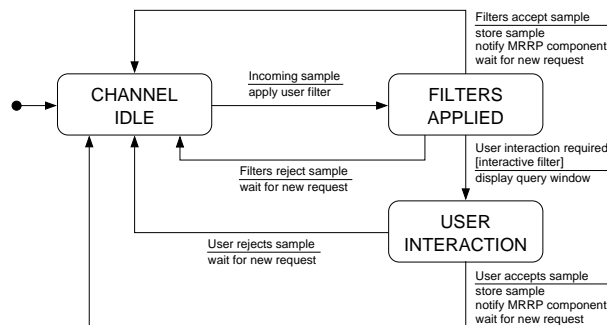 Filters accept sample
store sample
notify MRRP component
wait for new request
CHANNEL
IDLE
Incoming sample
apply user filter
FILTERS
APPLIED
Filters reject sample
wait for new request
User interaction required
[interactive filter]
display query window
USER
INTERACTION
User rejects sample
wait for new request
User accepts sample
store sample
notify MRRP component
wait for new request